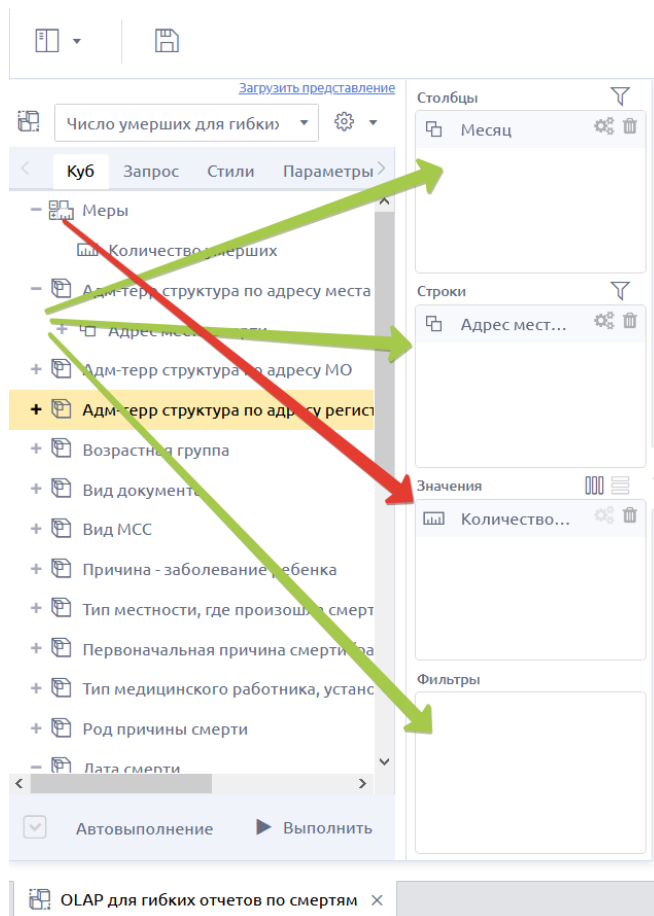 Загрузить представление
Число умерших для гибких
Куб Запрос Стили Параметры
Меры
Количество умерших
Адм-терр структура по адресу места
Адрес места смерти
Адм-терр структура по адресу МО
Адм-терр структура по адресу регист
Возрастная группа
Вид документа
Вид МСС
Причина - заболевание ребенка
Тип местности, где произошла смерт
Первоначальная причина смерти (ра
Тип медицинского работника, устано
Род причины смерти
Дата смерти
Автовыполнение Выполнить
Столбцы
Месяц
Строки
Адрес мест...
Значения
Количество...
Фильтры
OLAP для гибких отчетов по смертям